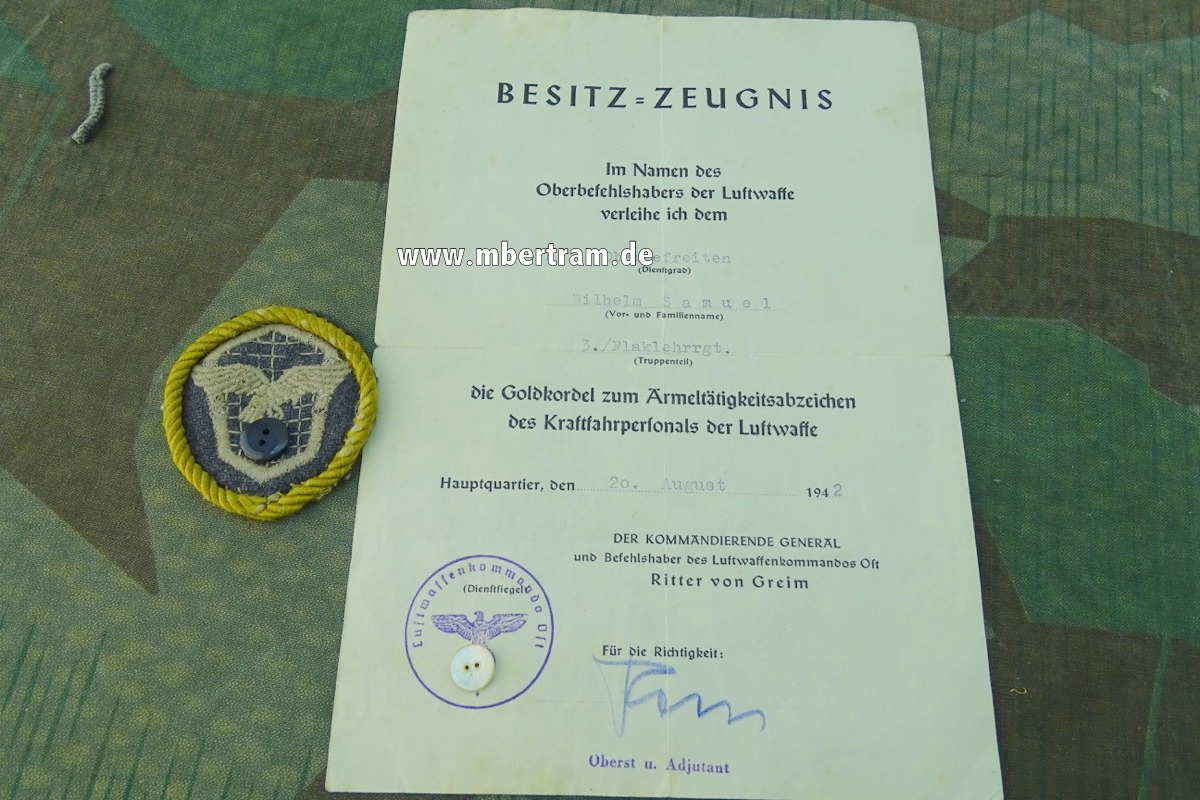 BESITZ=ZEUGNIS
Im Namen des
Oberbefehlshabers der Luftwaffe
verleihe ich dem
www.mbertram.de
efreiten
(Dienstgrad)
Wilhelm Samuel
(Vor- und Familienname)
3./Flaklehrrgt.
(Truppenteil)
die Goldkordel zum Ärmeltätigkeitsabzeichen
des Kraftfahrpersonals der Luftwaffe
Hauptquartier, den 20. August 1942
DER KOMMANDIERENDE GENERAL
und Befehlshaber des Luftwaffenkommandos Ost
Ritter von Greim
Luftwaffenkommando Ost
(Dienstsiegel)
Für die Richtigkeit:
Oberst u. Adjutant